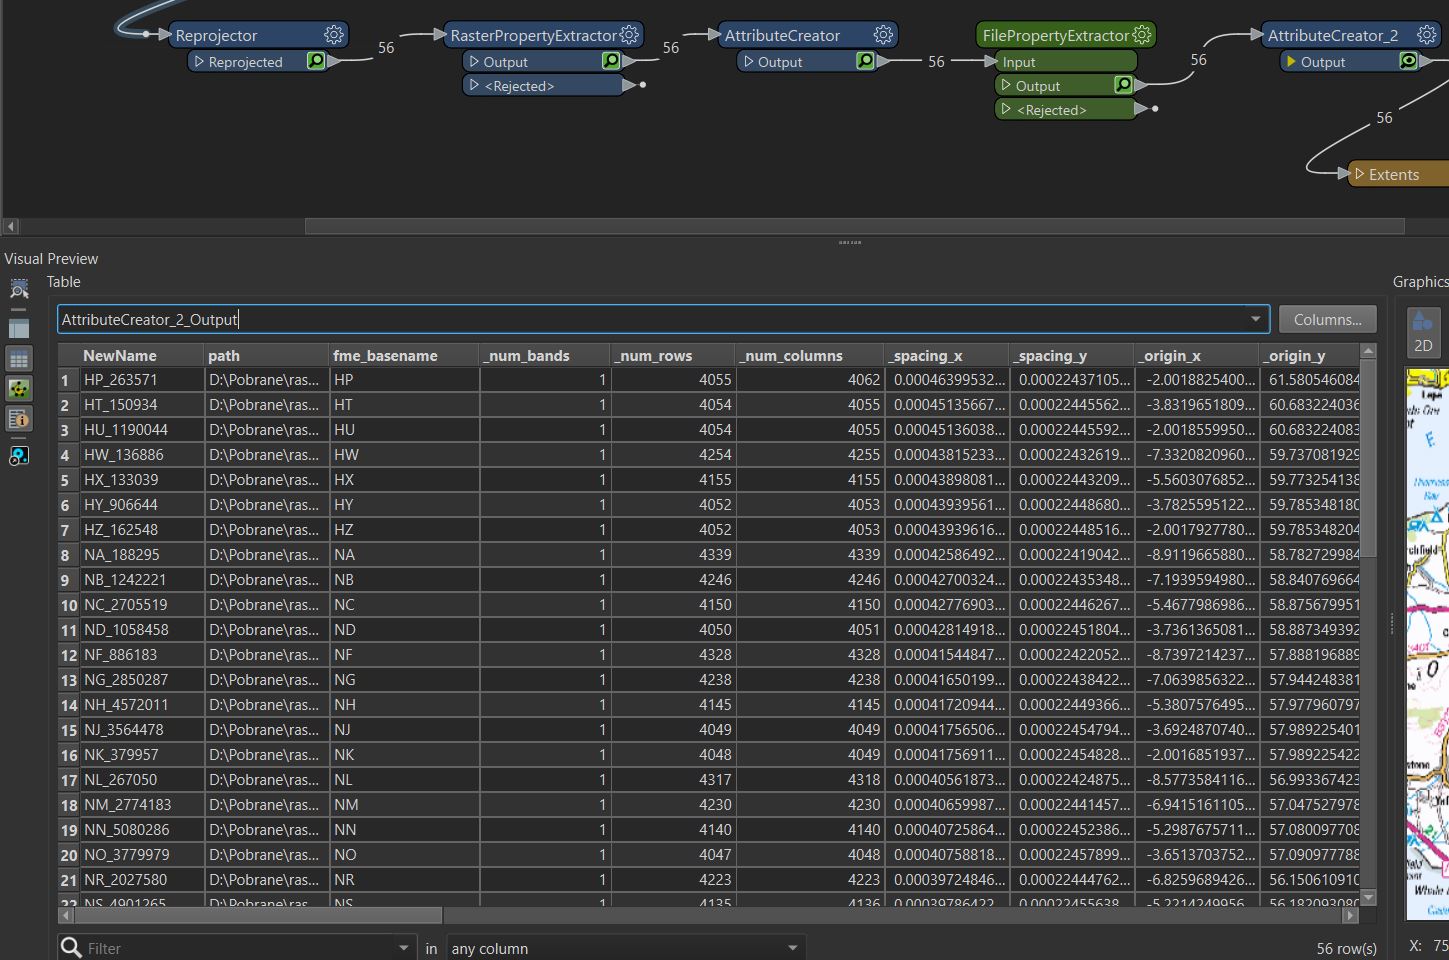 Reprojector
Reprojected
56
RasterPropertyExtractor
Output
<Rejected>
56
AttributeCreator
Output
56
FilePropertyExtractor
Input
Output
<Rejected>
56
AttributeCreator_2
Output
56
Extents
Visual Preview
Table
Graphics
AttributeCreator_2_Output
Columns...
2D
NewName path fme_basename _num_bands _num_rows _num_columns _spacing_x _spacing_y _origin_x _origin_y
1 HP_263571 D:\Pobrane\ras... HP 1 4055 4062 0.00046399532... 0.00022437105... -2.0018825400... 61.580546084
2 HT_150934 D:\Pobrane\ras... HT 1 4054 4055 0.00045135667... 0.00022445562... -3.8319651809... 60.683224036
3 HU_1190044 D:\Pobrane\ras... HU 1 4054 4055 0.00045136038... 0.00022445592... -2.0018559950... 60.683224083
4 HW_136886 D:\Pobrane\ras... HW 1 4254 4255 0.00043815233... 0.00022432619... -7.3320820960... 59.737081929
5 HX_133039 D:\Pobrane\ras... HX 1 4155 4155 0.00043898081... 0.00022443209... -5.5603076852... 59.773254138
6 HY_906644 D:\Pobrane\ras... HY 1 4052 4053 0.00043939561... 0.00022448680... -3.7825595122... 59.785348180
7 HZ_162548 D:\Pobrane\ras... HZ 1 4052 4053 0.00043939616... 0.00022448516... -2.0017927780... 59.785348204
8 NA_188295 D:\Pobrane\ras... NA 1 4339 4339 0.00042586492... 0.00022419042... -8.9119665880... 58.782729984
9 NB_1242221 D:\Pobrane\ras... NB 1 4246 4246 0.00042700324... 0.00022435348... -7.1939594980... 58.840769664
10 NC_2705519 D:\Pobrane\ras... NC 1 4150 4150 0.00042776903... 0.00022446267... -5.4677986986... 58.875679951
11 ND_1058458 D:\Pobrane\ras... ND 1 4050 4051 0.00042814918... 0.00022451804... -3.7361365081... 58.887349392
12 NF_886183 D:\Pobrane\ras... NF 1 4328 4328 0.00041544847... 0.00022422052... -8.7397214237... 57.888196889
13 NG_2850287 D:\Pobrane\ras... NG 1 4238 4238 0.00041650199... 0.00022438422... -7.0639856322... 57.944248381
14 NH_4572011 D:\Pobrane\ras... NH 1 4145 4145 0.00041720944... 0.00022449366... -5.3807576495... 57.977960797
15 NJ_3564478 D:\Pobrane\ras... NJ 1 4049 4049 0.00041756506... 0.00022454794... -3.6924870740... 57.989225401
16 NK_379957 D:\Pobrane\ras... NK 1 4048 4049 0.00041756911... 0.00022454828... -2.0016851937... 57.989225422
17 NL_267050 D:\Pobrane\ras... NL 1 4317 4318 0.00040561873... 0.00022424875... -8.5773584116... 56.993367423
18 NM_2774183 D:\Pobrane\ras... NM 1 4230 4230 0.00040659987... 0.00022441457... -6.9415161105... 57.047527978
19 NN_5080286 D:\Pobrane\ras... NN 1 4140 4140 0.00040725864... 0.00022452386... -5.2987675711... 57.080097708
20 NO_3779979 D:\Pobrane\ras... NO 1 4047 4048 0.00040758818... 0.00022457899... -3.6513703752... 57.090977788
21 NR_2027580 D:\Pobrane\ras... NR 1 4223 4223 0.00039724846... 0.00022444762... -6.8259689426... 56.150610910
22 NS_4901265 D:\Pobrane\ras... NS 1 4135 4136 0.00039786422... 0.00022455638... -5.2214249956... 56.182093080
Filter
in any column
56 row(s)
X: 75